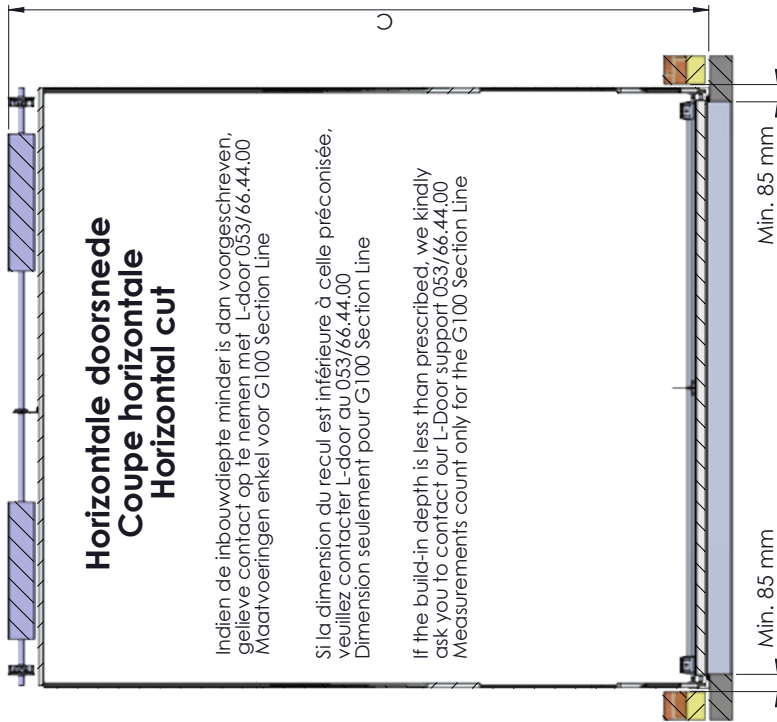 Horizontale doorsnede
Coupe horizontale
Horizontal cut
Indien de inbouwdiepte minder is dan voorgeschreven,
gelieve contact op te nemen met L-door 053/66.44.00
Maatvoeringen enkel voor G100 Section Line
Si la dimension du recul est inférieure à celle préconisée,
veuillez contacter L-door au 053/66.44.00
Dimension seulement pour G100 Section Line
If the build-in depth is less than prescribed, we kindly
ask you to contact our L-Door support 053/66.44.00
Measurements count only for the G100 Section Line
C
Min. 85 mm
Min. 85 mm